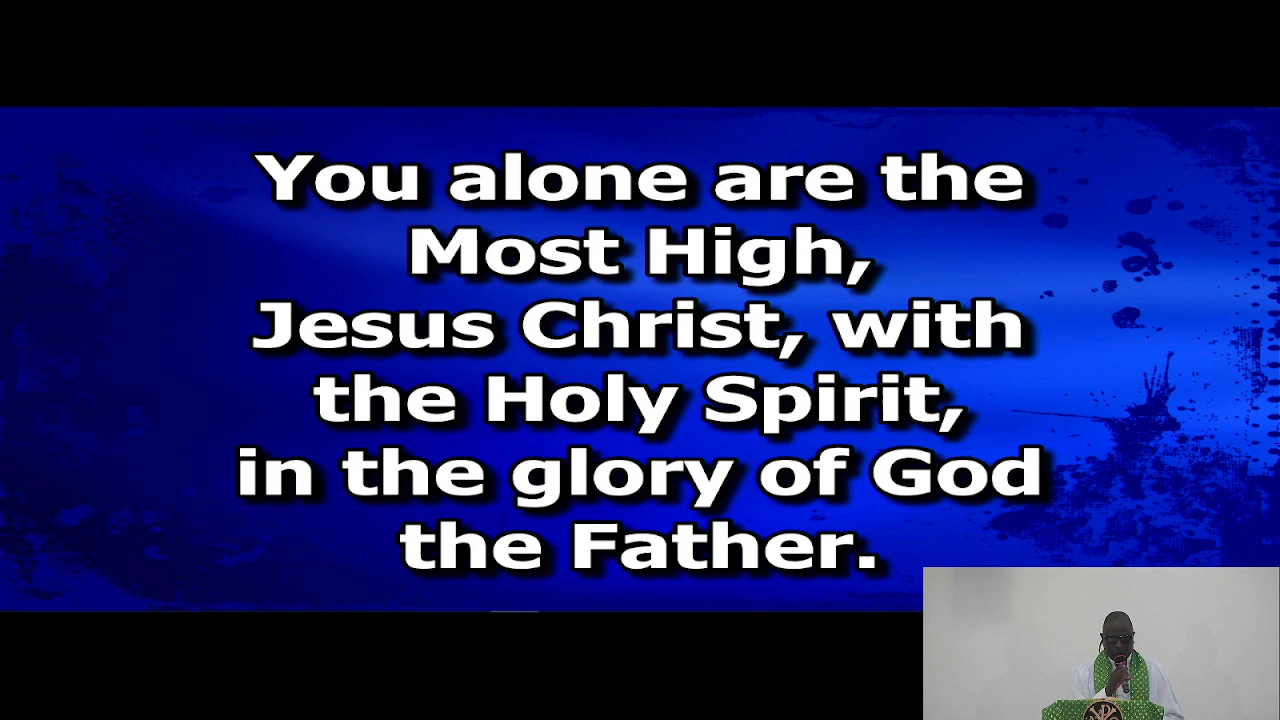 You alone are the
Most High,
Jesus Christ, with
the Holy Spirit,
in the glory of God
the Father.